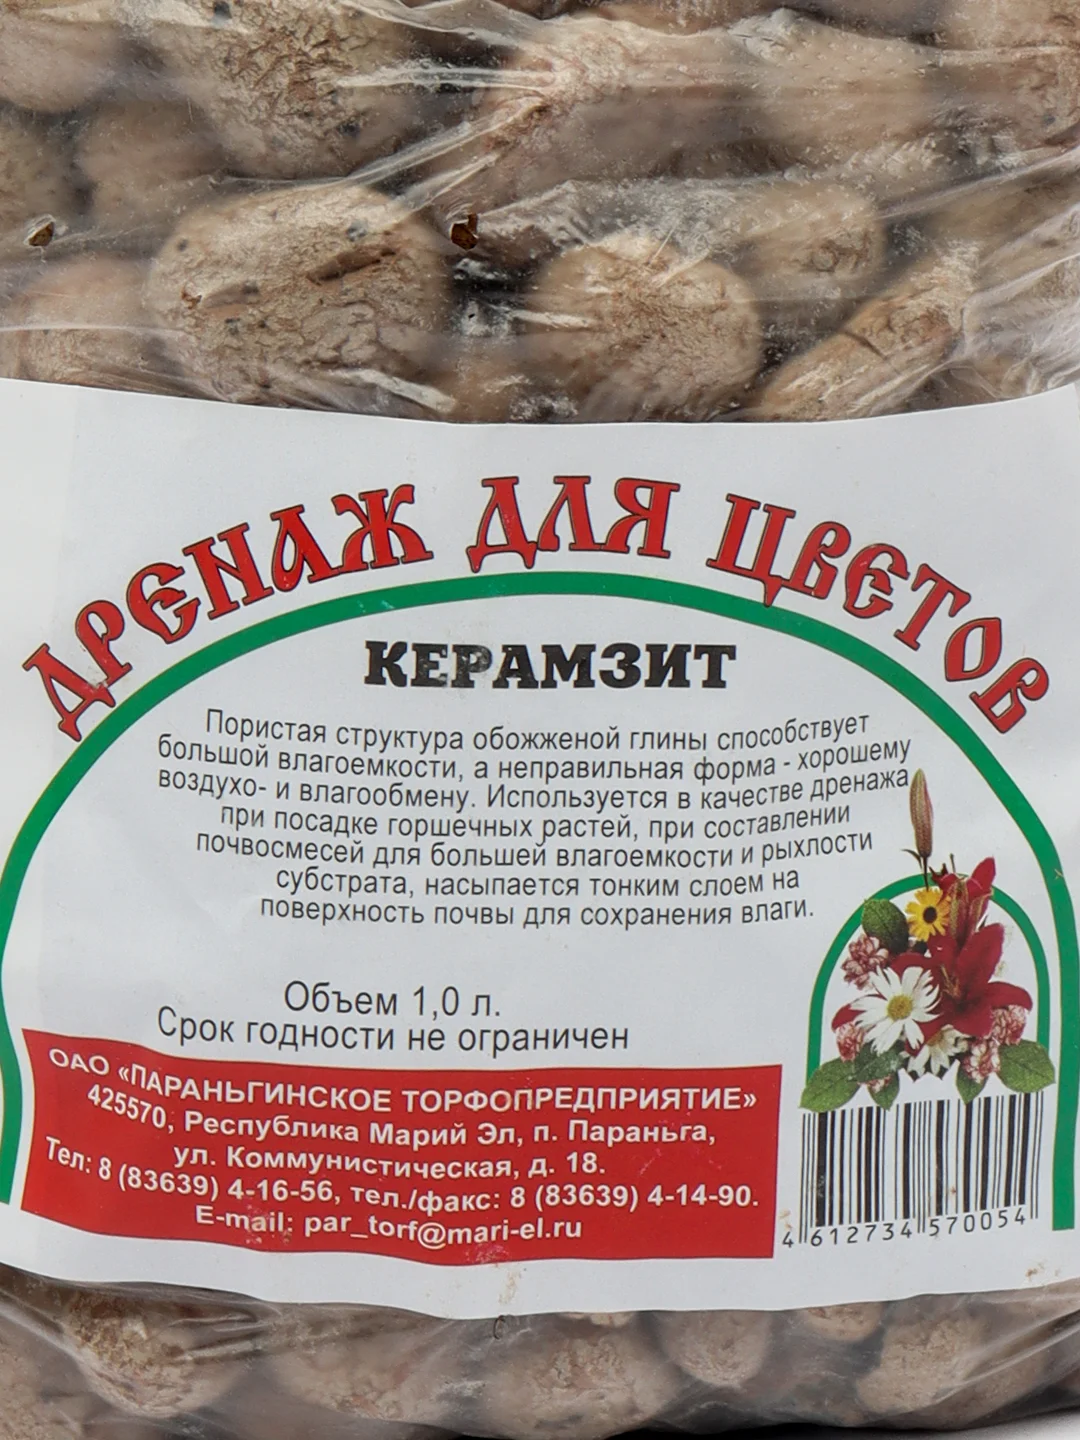 ДРЕНАЖ ДЛЯ ЦВЕТОВ
КЕРАМЗИТ
Пористая структура обожженой глины способствует
большой влагоемкости, а неправильная форма - хорошему
воздухо- и влагообмену. Используется в качестве дренажа
при посадке горшечных растей, при составлении
почвосмесей для большей влагоемкости и рыхлости
субстрата, насыпается тонким слоем на
поверхность почвы для сохранения влаги.
Объем 1,0 л.
Срок годности не ограничен
ОАО «ПАРАНЬГИНСКОЕ ТОРФОПРЕДПРИЯТИЕ»
425570, Республика Марий Эл, п. Параньга,
ул. Коммунистическая, д. 18.
Тел: 8 (83639) 4-16-56, тел./факс: 8 (83639) 4-14-90.
E-mail: par_torf@mari-el.ru
4 612734 570054